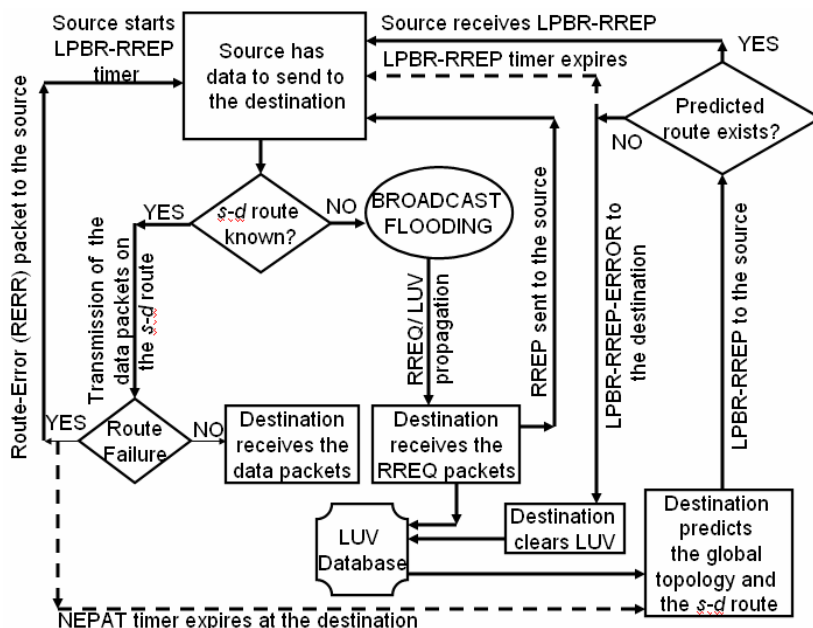 Source starts
LPBR-RREP
timer
Source has
data to send to
the destination
Source receives LPBR-RREP
LPBR-RREP timer expires
YES
Predicted
route exists?
NO
YES
s-d route
known?
NO
BROADCAST
FLOODING
Route-Error (RERR) packet to the source
Transmission of the
data packets on
the s-d route
RREQ/ LUV
propagation
RREP sent to the source
LPBR-RREP-ERROR to
the destination
LPBR-RREP to the source
YES
Route
Failure
NO
Destination
receives the
data packets
Destination
receives the
RREQ packets
LUV
Database
Destination
clears LUV
Destination
predicts
the global
topology and
the s-d route
NEPAT timer expires at the destination